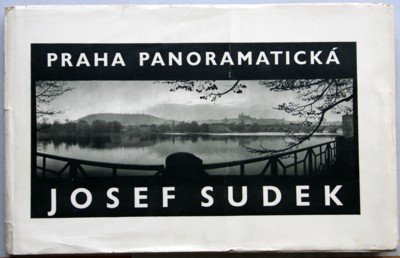 PRAHA PANORAMATICKÁ
JOSEF SUDEK